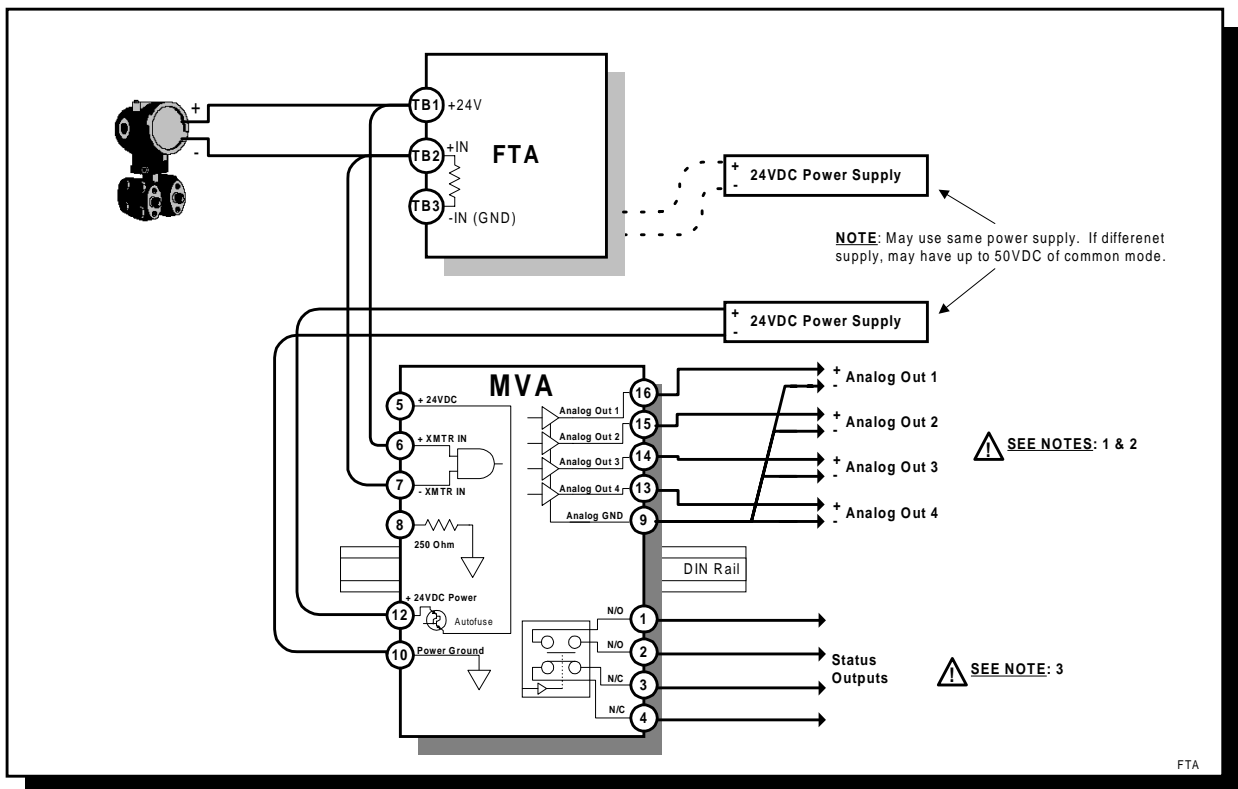 +
-
TB1 +24V
TB2 +IN
FTA
TB3
-IN (GND)
+
-
24VDC Power Supply
NOTE: May use same power supply. If differenet
supply, may have up to 50VDC of common mode.
+
-
24VDC Power Supply
MVA
5 + 24VDC
6 + XMTR IN
7 - XMTR IN
8
250 Ohm
+ 24VDC Power
12 Autofuse
10 Power Ground
Analog Out 1 16
Analog Out 2 15
Analog Out 3 14
Analog Out 4 13
Analog GND 9
+
-
Analog Out 1
+
-
Analog Out 2
+
-
Analog Out 3
+
-
Analog Out 4
SEE NOTES: 1 & 2
!
DIN Rail
N/O 1
N/O 2
N/C 3
N/C 4
Status
Outputs
!
SEE NOTE: 3
FTA